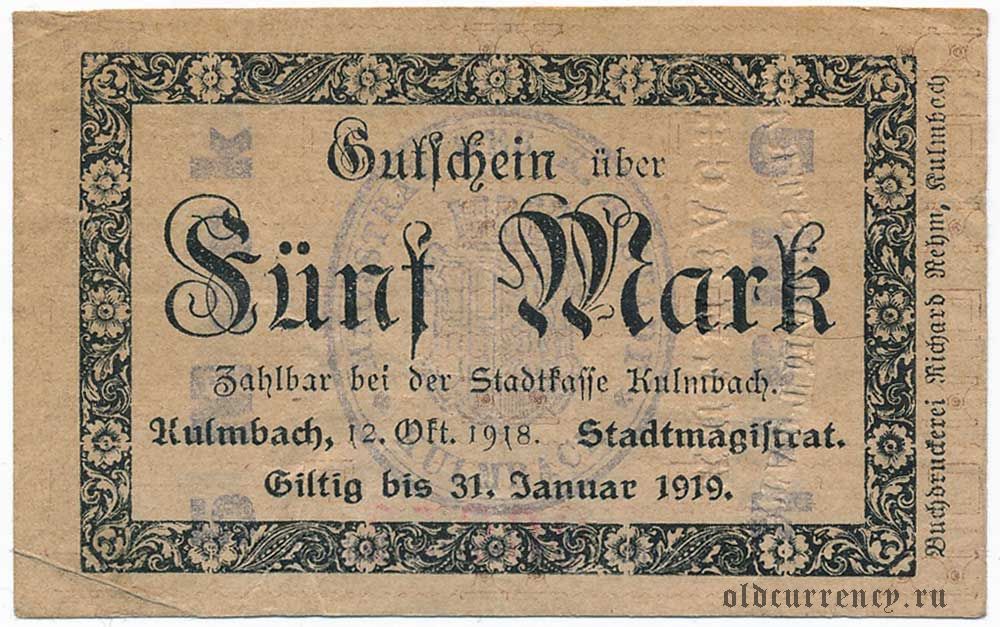 Gutschein über
Fünf Mark
Zahlbar bei der Stadtkasse Kulmbach.
Kulmbach, 12. Okt. 1918. Stadtmagistrat.
Giltig bis 31. Januar 1919.
Buchdruckerei Richard Rehm, Kulmbach
oldcurrency.ru